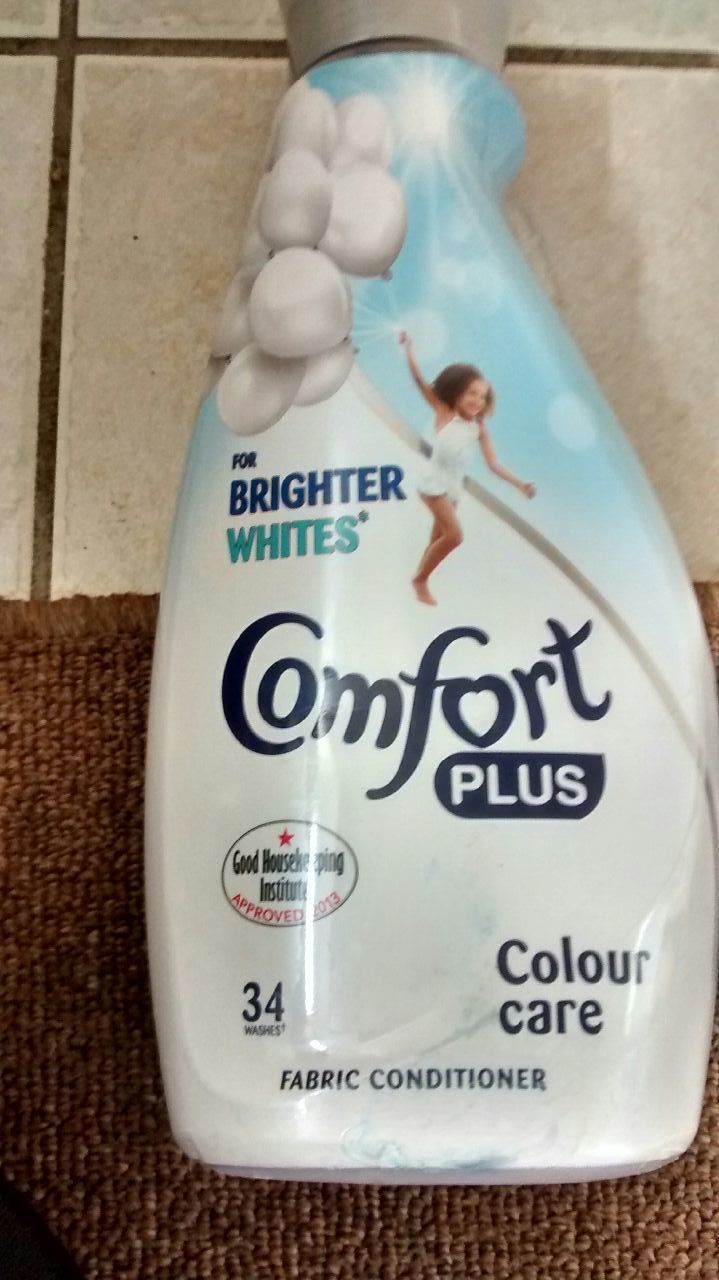 FOR
BRIGHTER
WHITES*
Comfort
PLUS
Good Housekeeping
Institute
APPROVED 2013
Colour
care
34
WASHES†
FABRIC CONDITIONER